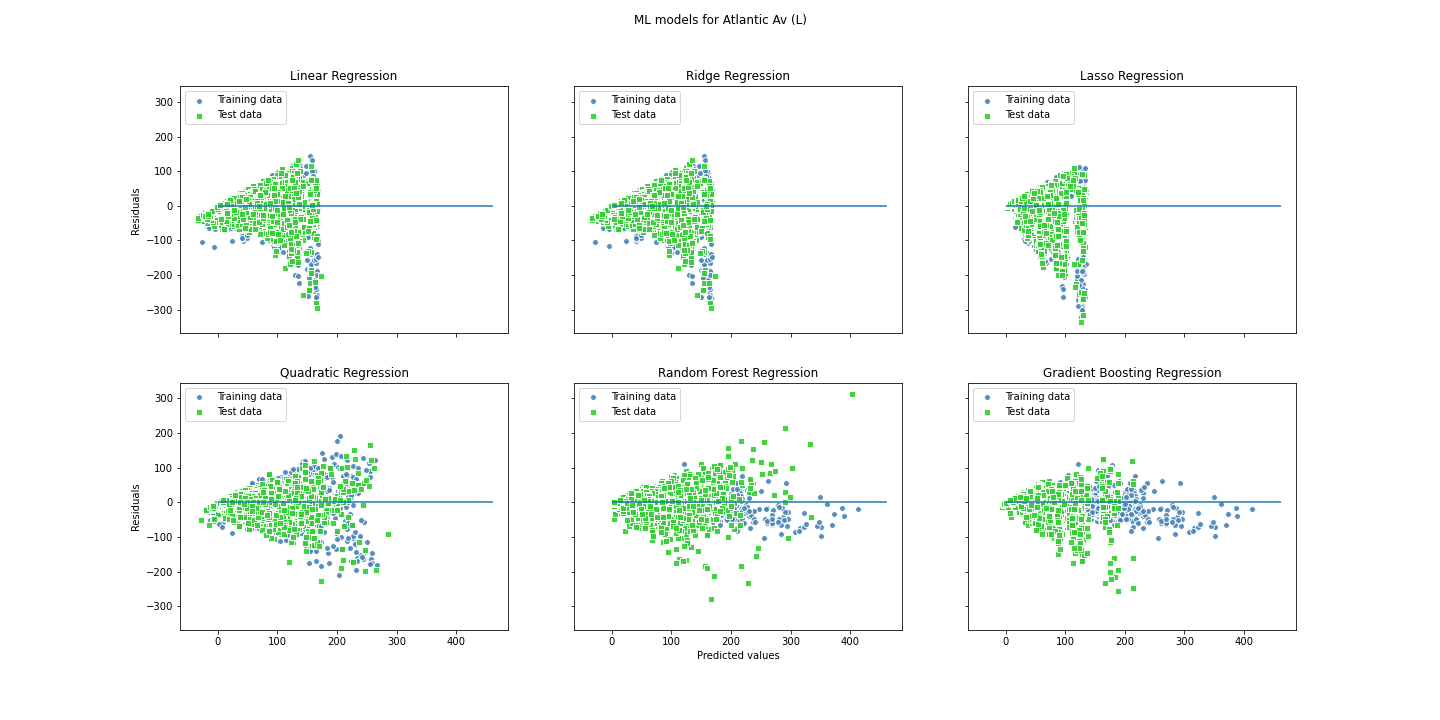 ML models for Atlantic Av (L)
Linear Regression
Training data
Test data
300
200
100
0
−100
−200
−300
Residuals
Ridge Regression
Training data
Test data
Lasso Regression
Training data
Test data
Quadratic Regression
Training data
Test data
300
200
100
0
−100
−200
−300
Residuals
0 100 200 300 400
Random Forest Regression
Training data
Test data
0 100 200 300 400
Predicted values
Gradient Boosting Regression
Training data
Test data
0 100 200 300 400